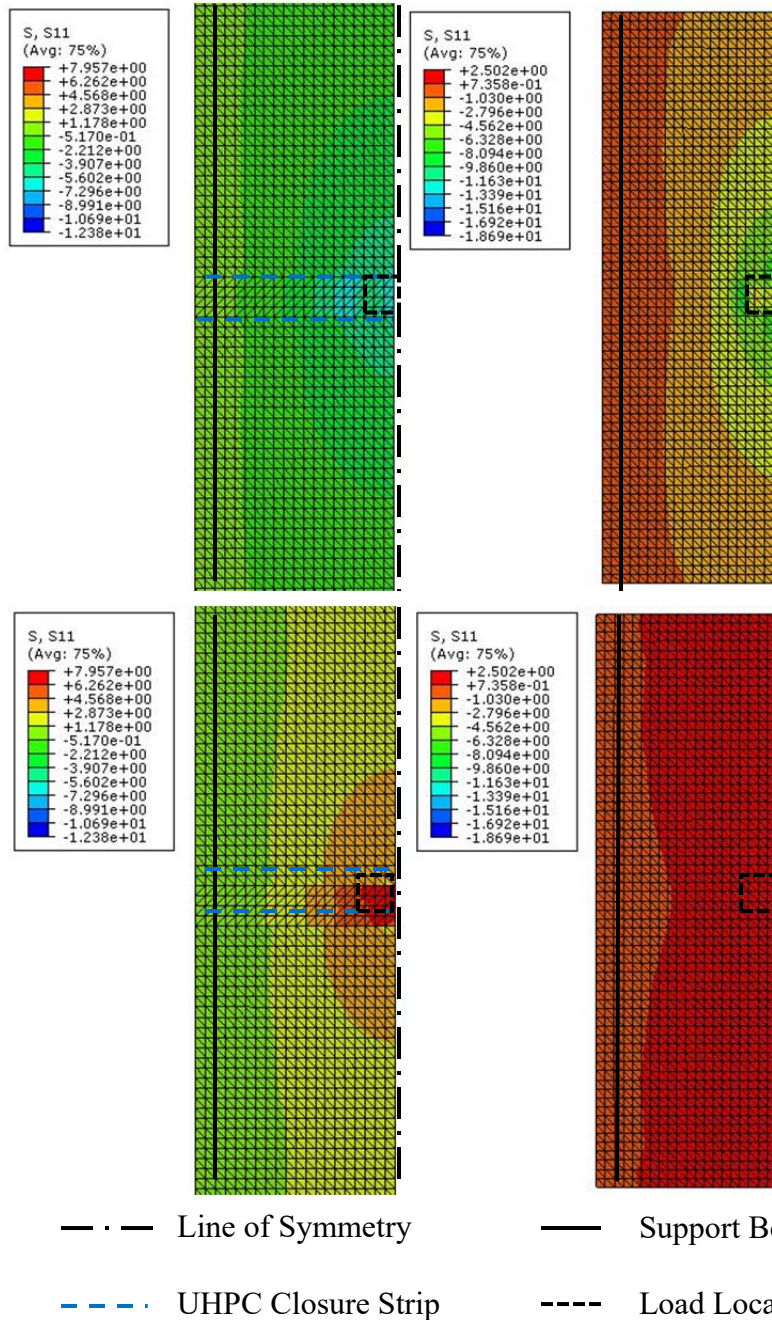 S, S11
(Avg: 75%)
+7.957e+00
+6.262e+00
+4.568e+00
+2.873e+00
+1.178e+00
-5.170e-01
-2.212e+00
-3.907e+00
-5.602e+00
-7.296e+00
-8.991e+00
-1.069e+01
-1.238e+01
S, S11
(Avg: 75%)
+2.502e+00
+7.358e-01
-1.030e+00
-2.796e+00
-4.562e+00
-6.328e+00
-8.094e+00
-9.860e+00
-1.163e+01
-1.339e+01
-1.516e+01
-1.692e+01
-1.869e+01
S, S11
(Avg: 75%)
+7.957e+00
+6.262e+00
+4.568e+00
+2.873e+00
+1.178e+00
-5.170e-01
-2.212e+00
-3.907e+00
-5.602e+00
-7.296e+00
-8.991e+00
-1.069e+01
-1.238e+01
S, S11
(Avg: 75%)
+2.502e+00
+7.358e-01
-1.030e+00
-2.796e+00
-4.562e+00
-6.328e+00
-8.094e+00
-9.860e+00
-1.163e+01
-1.339e+01
-1.516e+01
-1.692e+01
-1.869e+01
Line of Symmetry
Support Be
UHPC Closure Strip
Load Loca